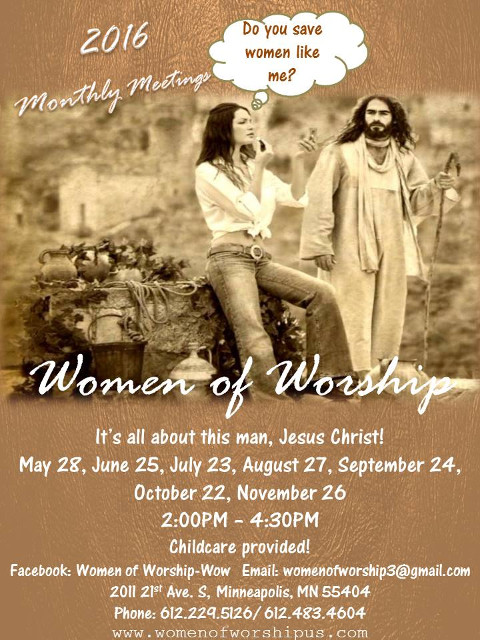 2016
Monthly Meetings
Do you save
women like
me?
Women of Worship
It's all about this man, Jesus Christ!
May 28, June 25, July 23, August 27, September 24,
October 22, November 26
2:00PM – 4:30PM
Childcare provided!
Facebook: Women of Worship-Wow Email: womenofworship3@gmail.com
2011 21st Ave. S, Minneapolis, MN 55404
Phone: 612.229.5126/ 612.483.4604
www.womenofworshipus.com